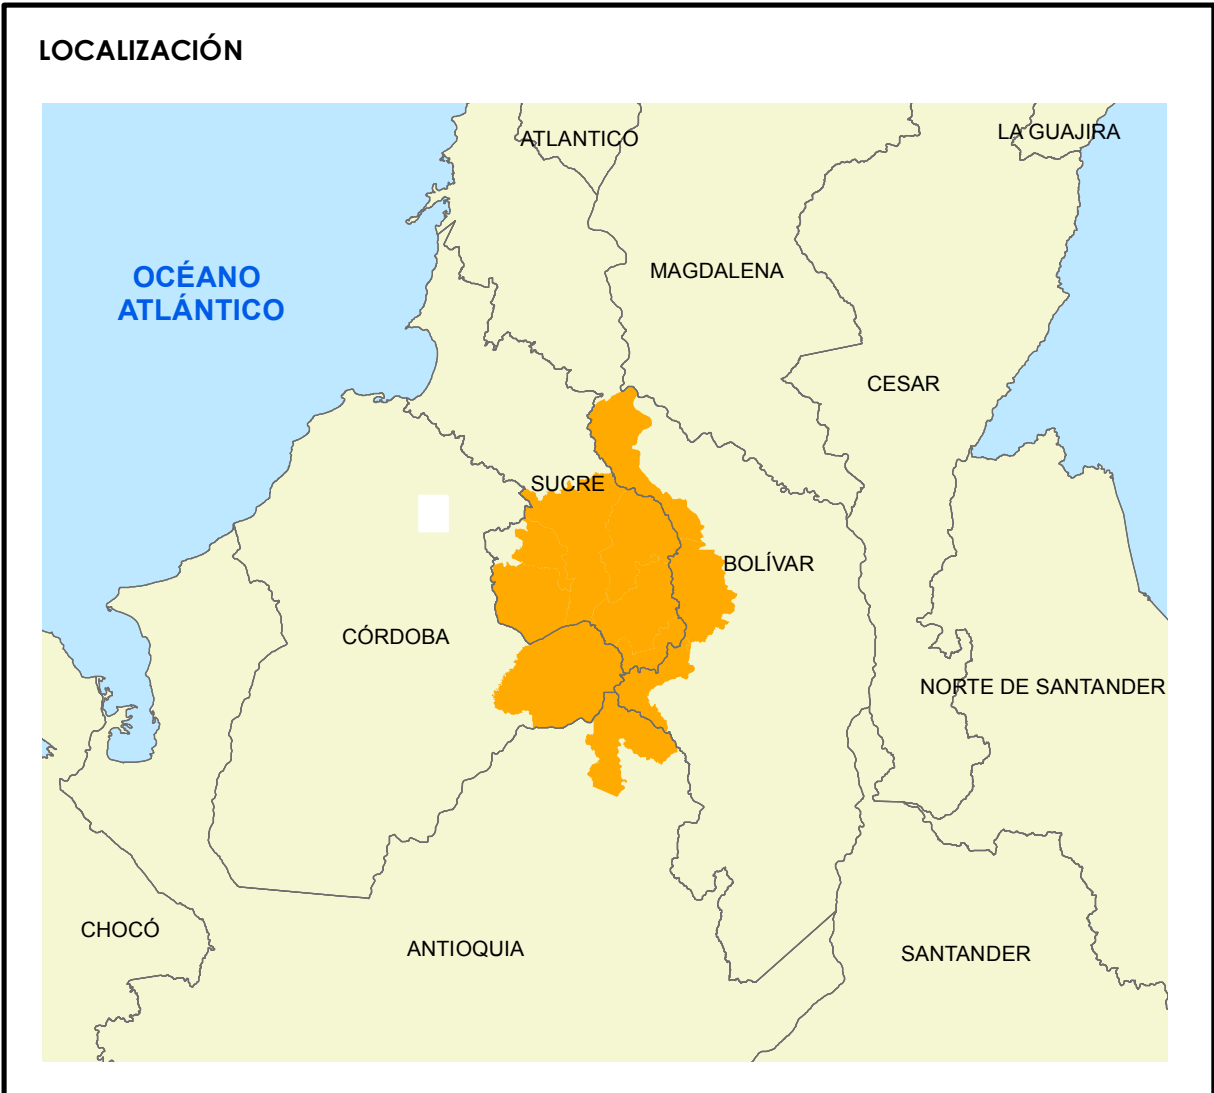 LOCALIZACIÓN
ATLANTICO
LA GUAJIRA
MAGDALENA
OCÉANO
ATLÁNTICO
CESAR
SUCRE
BOLÍVAR
CÓRDOBA
NORTE DE SANTANDER
CHOCÓ
ANTIOQUIA
SANTANDER